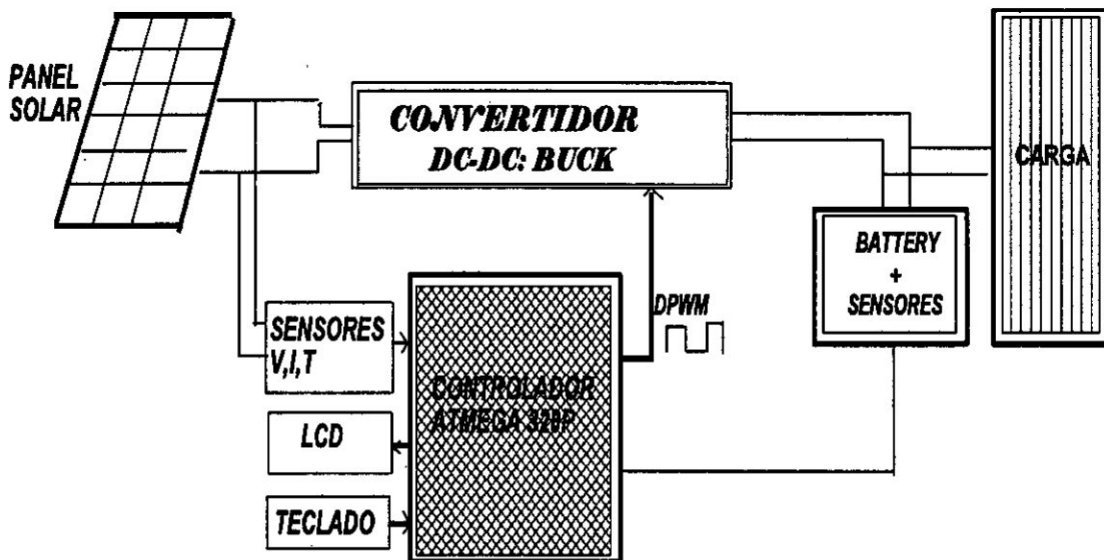 PANEL
SOLAR
CONVERTIDOR
DC-DC: BUCK
CARGA
BATTERY
+
SENSORES
DPWM
SENSORES
V,I,T
CONTROLADOR
ATMEGA 328P
LCD
TECLADO